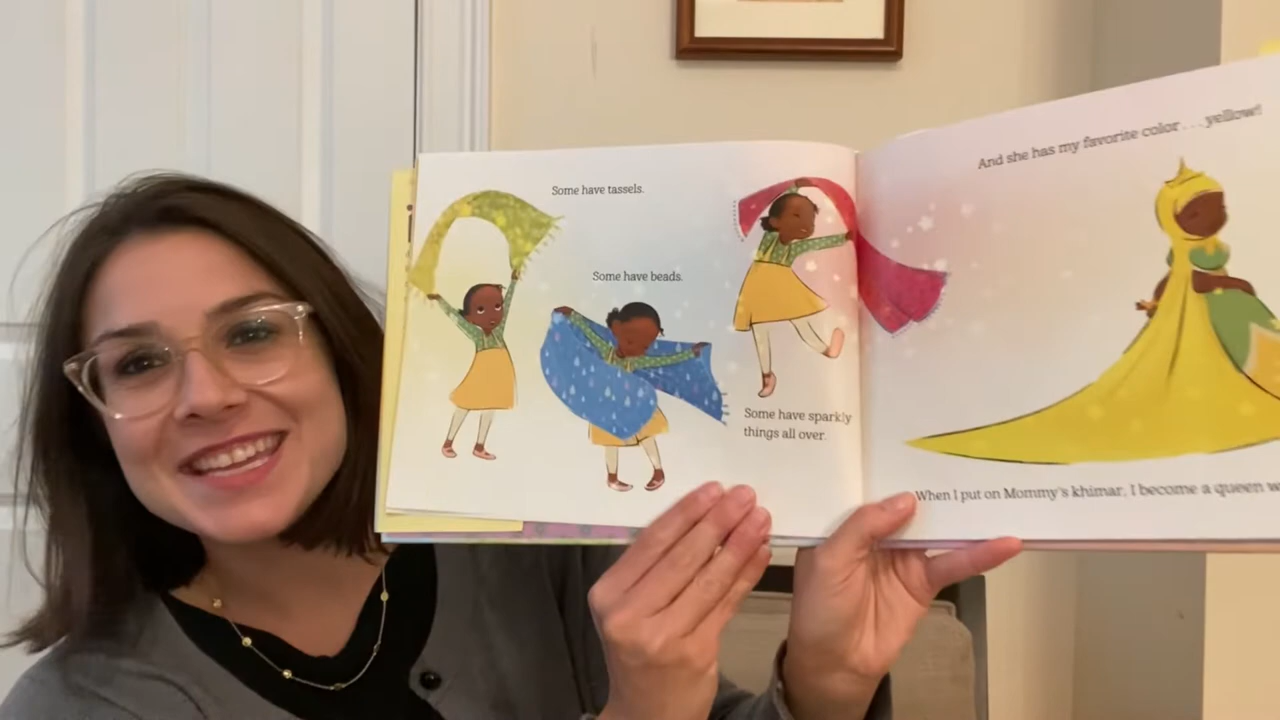 Some have tassels.
Some have beads.
Some have sparkly
things all over.
And she has my favorite color . . . yellow!
When I put on Mommy's khimar, I become a queen w